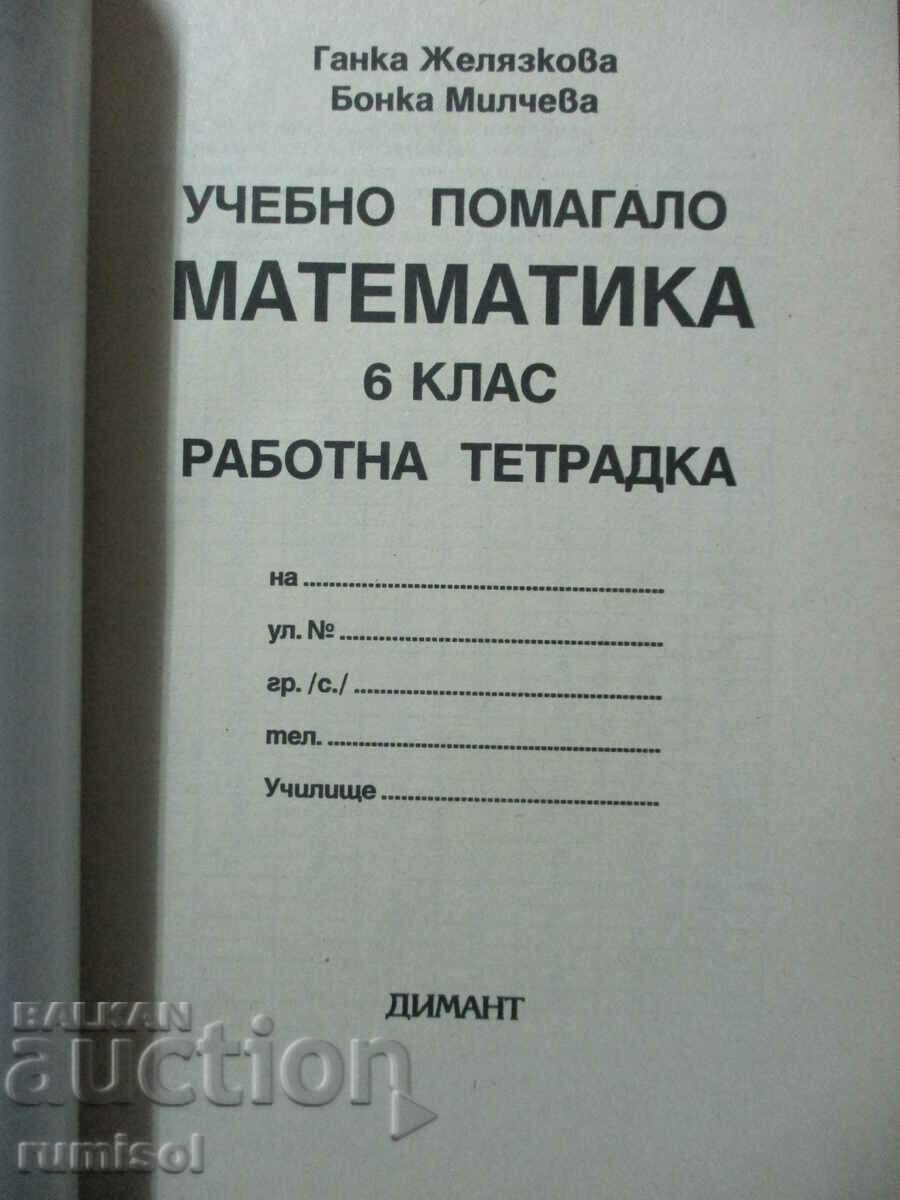 Ганка Желязкова
Бонка Милчева
УЧЕБНО ПОМАГАЛО
МАТЕМАТИКА
6 КЛАС
РАБОТНА ТЕТРАДКА
на
ул. №
гр. /с./
тел.
Училище
ДИМАНТ
BALKAN
auction
rumisol